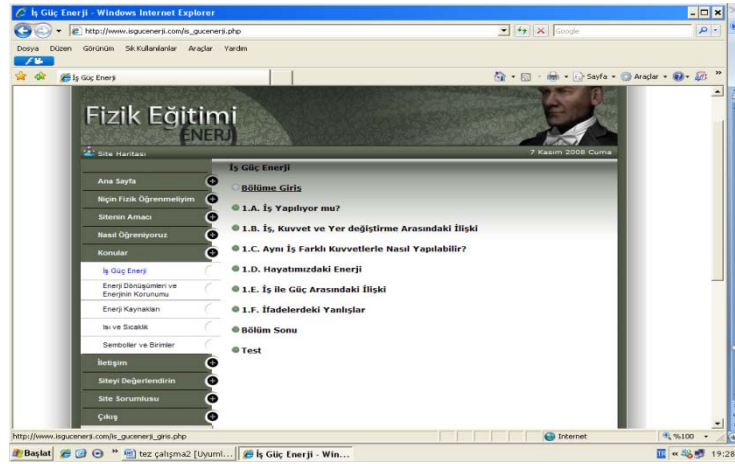 İş Güç Enerji - Windows Internet Explorer
http://www.isgucenerji.com/is_gucenerji.php
Google
Dosya Düzen Görünüm Sık Kullanılanlar Araçlar Yardım
İş Güç Enerji
Sayfa Araçlar
Fizik Eğitimi
ENERJİ
Site Haritası
7 Kasım 2008 Cuma
Ana Sayfa
Niçin Fizik Öğrenmeliyim
Sitenin Amacı
Nasıl Öğreniyoruz
Konular
İş Güç Enerji
Enerji Dönüşümleri ve
Enerjinin Korunumu
Enerji Kaynakları
Isı ve Sıcaklık
Semboller ve Birimler
İletişim
Siteyi Değerlendirin
Site Sorumlusu
Çıkış
İş Güç Enerji
Bölüme Giris
1.A. İş Yapılıyor mu?
1.B. İş, Kuvvet ve Yer değiştirme Arasındaki İlişki
1.C. Aynı İş Farklı Kuvvetlerle Nasıl Yapılabilir?
1.D. Hayatımızdaki Enerji
1.E. İş ile Güç Arasındaki İlişki
1.F. İfadelerdeki Yanlışlar
Bölüm Sonu
Test
http://www.isgucenerji.com/is_gucenerji_giris.php
Internet
%100
Başlat
tez çalışma2 [Uyuml...
İş Güç Enerji - Win...
TR
19:28